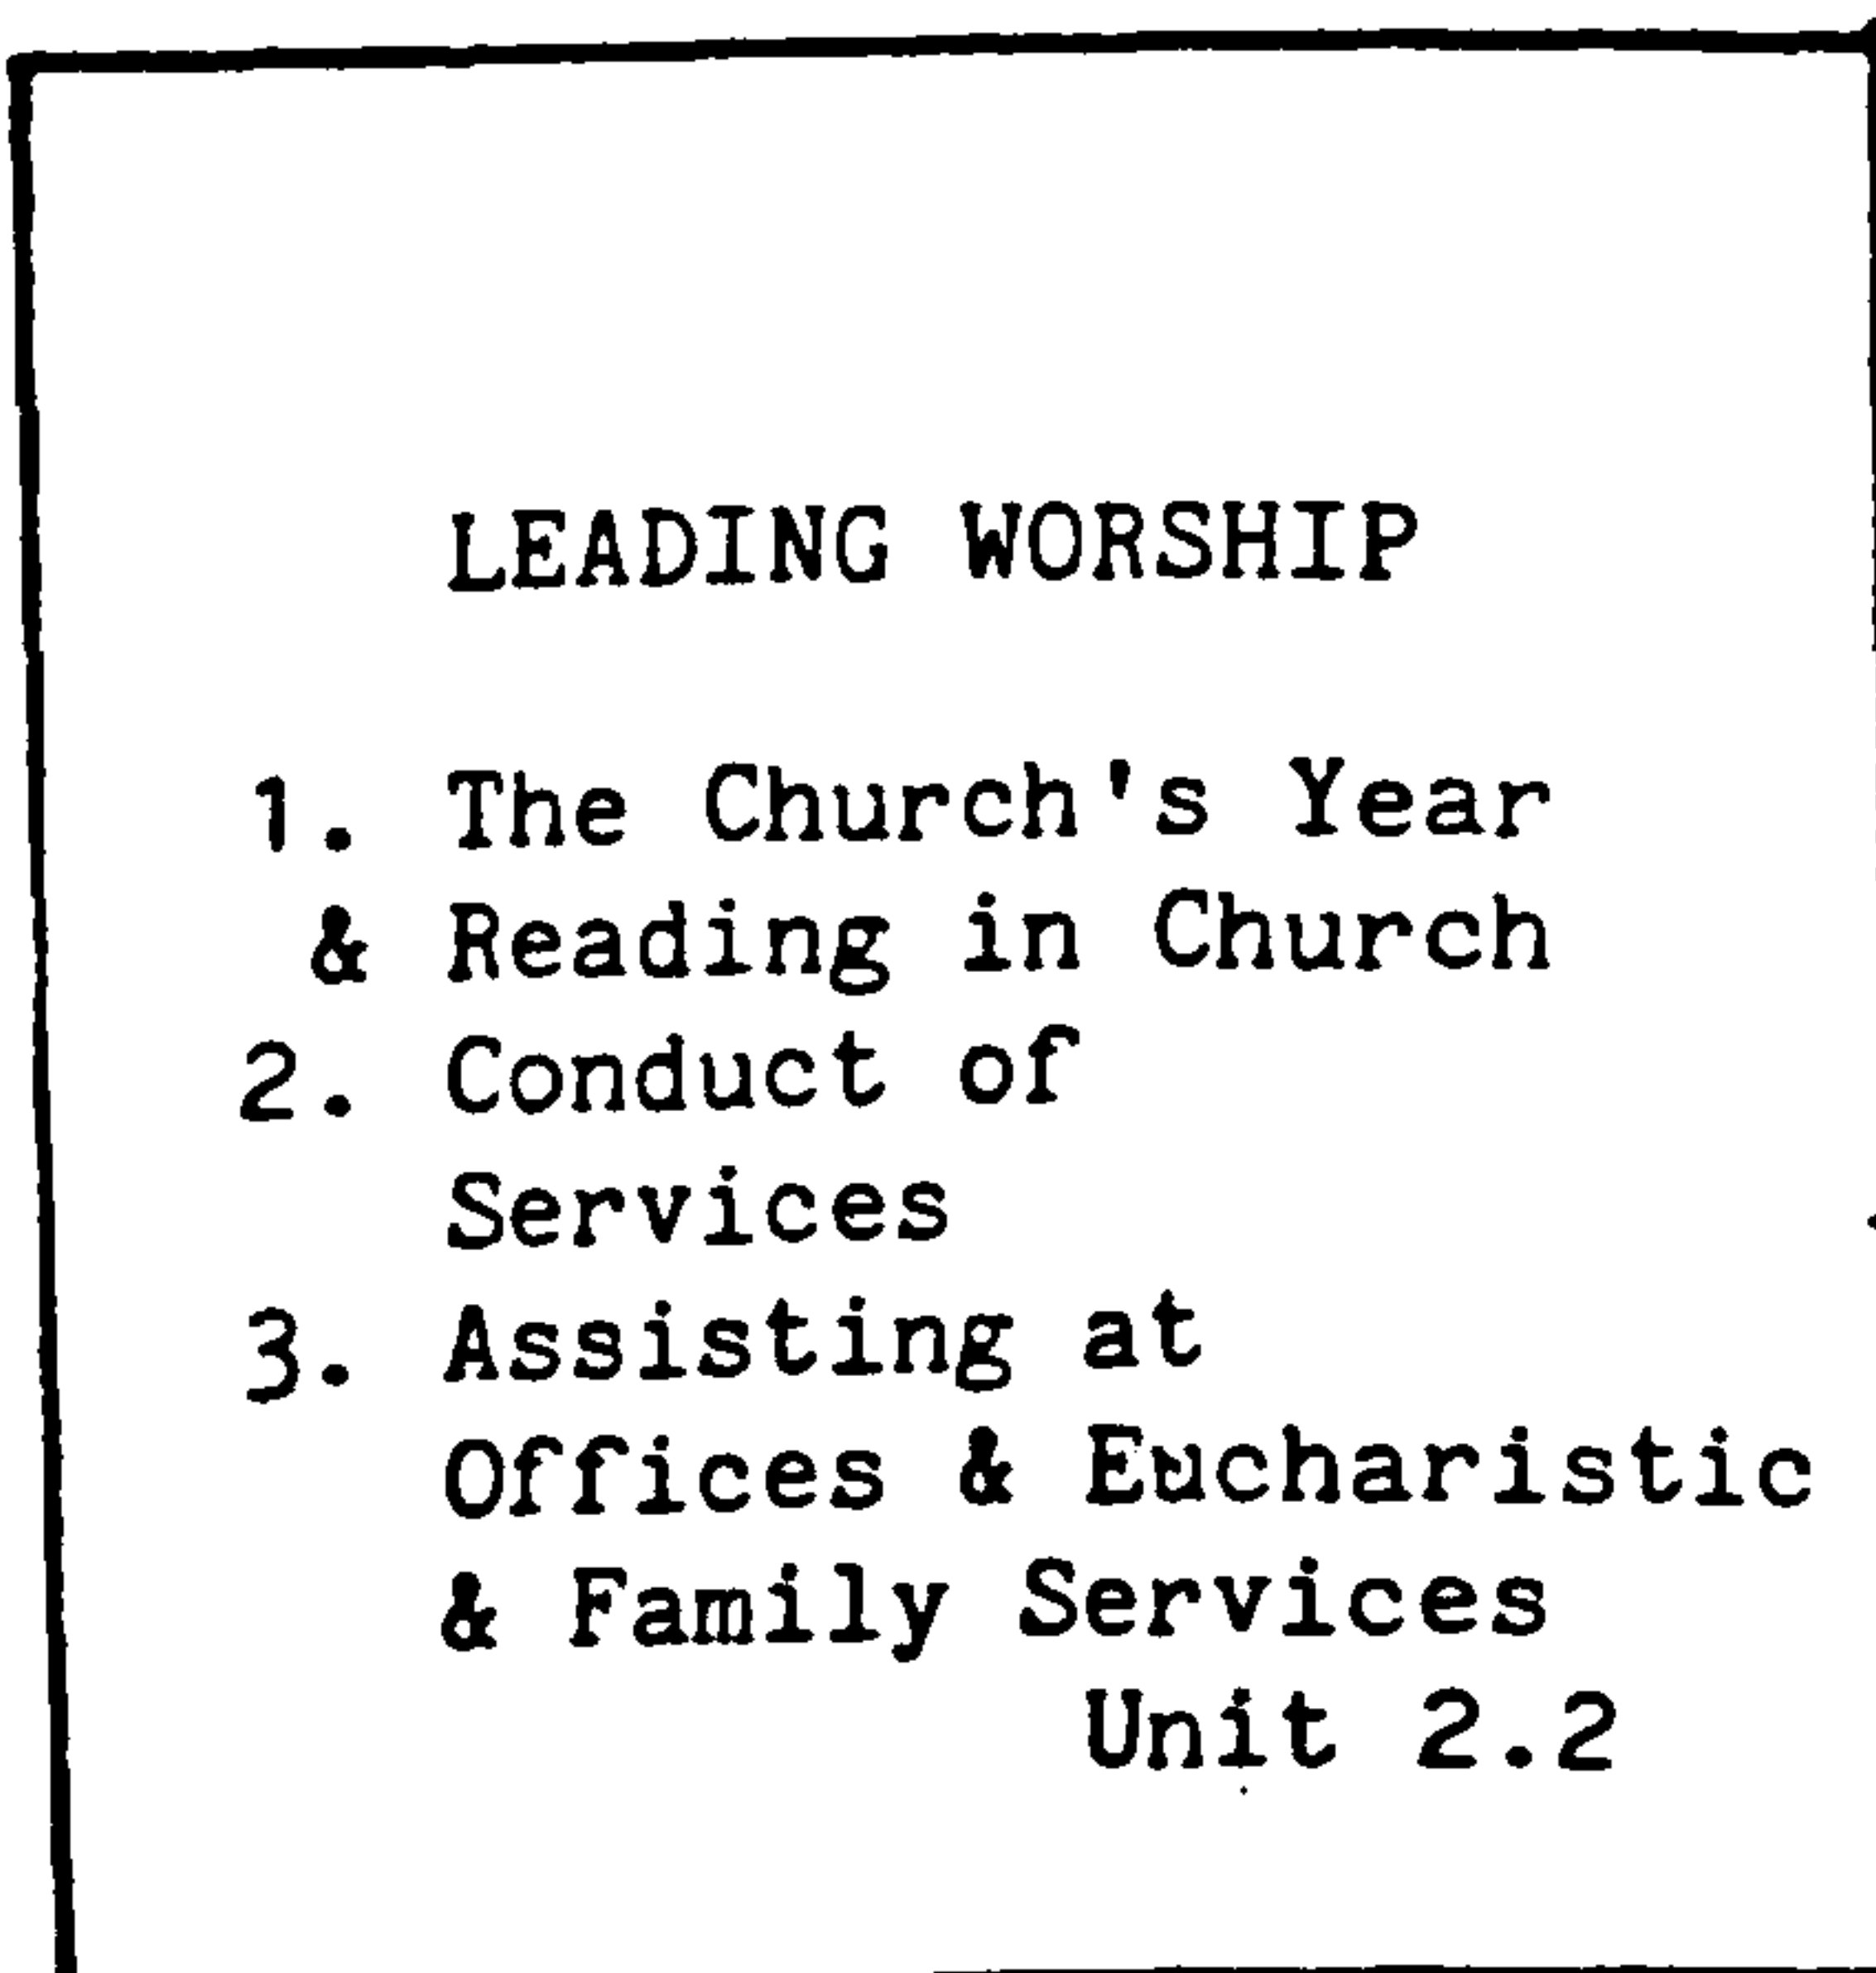 LEADING WORSHIP
1. The Church's Year
& Reading in Church
2. Conduct of
Services
3. Assisting at
Offices & Eucharistic
& Family Services
Unit 2.2